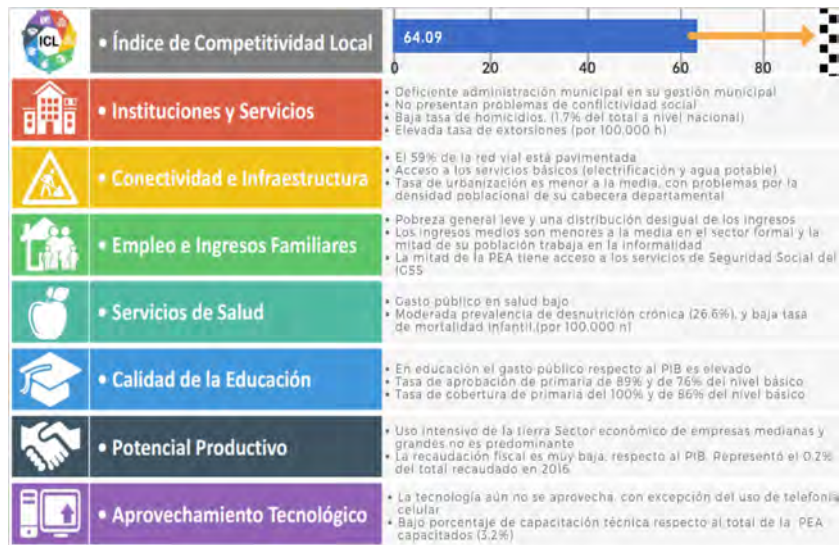 ICL
• Índice de Competitividad Local
64.09
0 20 40 60 80
• Instituciones y Servicios
• Deficiente administración municipal en su gestión municipal
• No presentan problemas de conflictividad social
• Baja tasa de homicidios, (1.7% del total a nivel nacional)
• Elevada tasa de extorsiones (por 100,000 h)
• Conectividad e Infraestructura
• El 59% de la red vial está pavimentada
• Acceso a los servicios básicos (electrificación y agua potable)
• Tasa de urbanización es menor a la media, con problemas por la
densidad poblacional de su cabecera departamental
• Empleo e Ingresos Familiares
• Pobreza general leve y una distribución desigual de los ingresos
• Los ingresos medios son menores a la media en el sector formal y la
mitad de su población trabaja en la informalidad
• La mitad de la PEA tiene acceso a los servicios de Seguridad Social del
IGSS
• Servicios de Salud
• Gasto público en salud bajo
• Moderada prevalencia de desnutrición crónica (26.6%), y baja tasa
de mortalidad infantil,(por 100,000 n)
• Calidad de la Educación
• En educación el gasto público respecto al PIB es elevado
• Tasa de aprobación de primaria de 89% y de 76% del nivel básico
• Tasa de cobertura de primaria del 100% y de 86% del nivel básico
• Potencial Productivo
• Uso intensivo de la tierra Sector económico de empresas medianas y
grandes no es predominante
• La recaudación fiscal es muy baja, respecto al PIB. Representó el 0.2%
del total recaudado en 2016
• Aprovechamiento Tecnológico
• La tecnología aún no se aprovecha, con excepción del uso de telefonía
celular
• Bajo porcentaje de capacitación técnica respecto al total de la PEA
capacitados (3.2%)